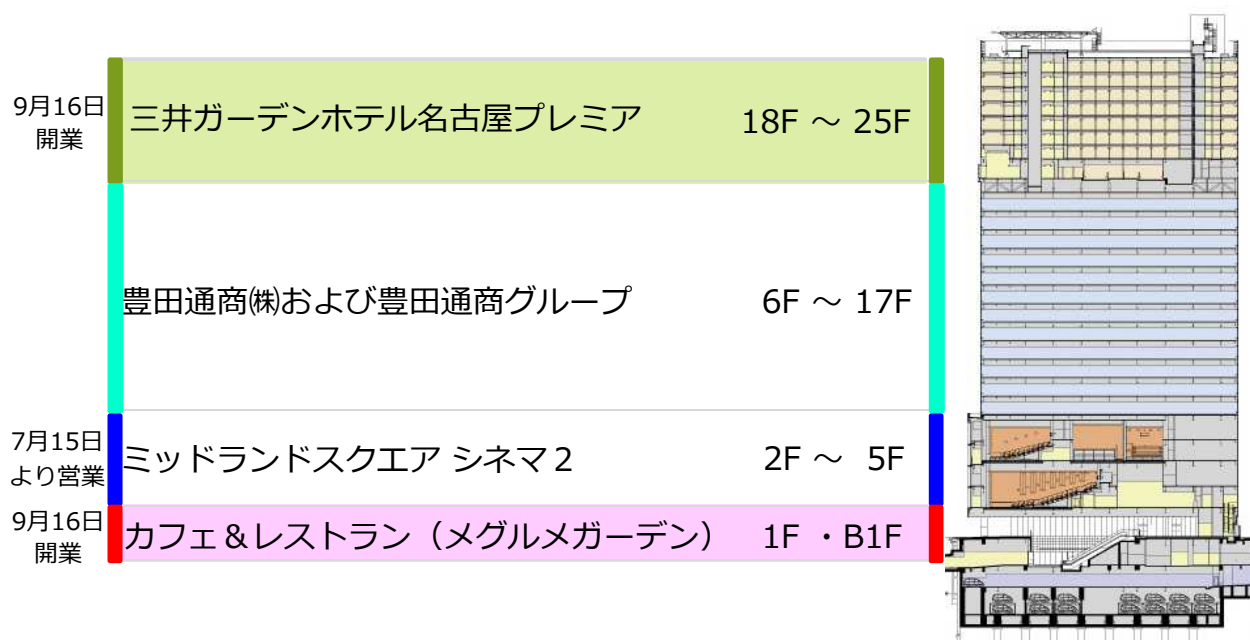 9月16日
開業
三井ガーデンホテル名古屋プレミア 18F ～ 25F
豊田通商㈱および豊田通商グループ 6F ～ 17F
7月15日
より営業
ミッドランドスクエア シネマ２ 2F ～ 5F
9月16日
開業
カフェ＆レストラン（メグルメガーデン） 1F ・B1F